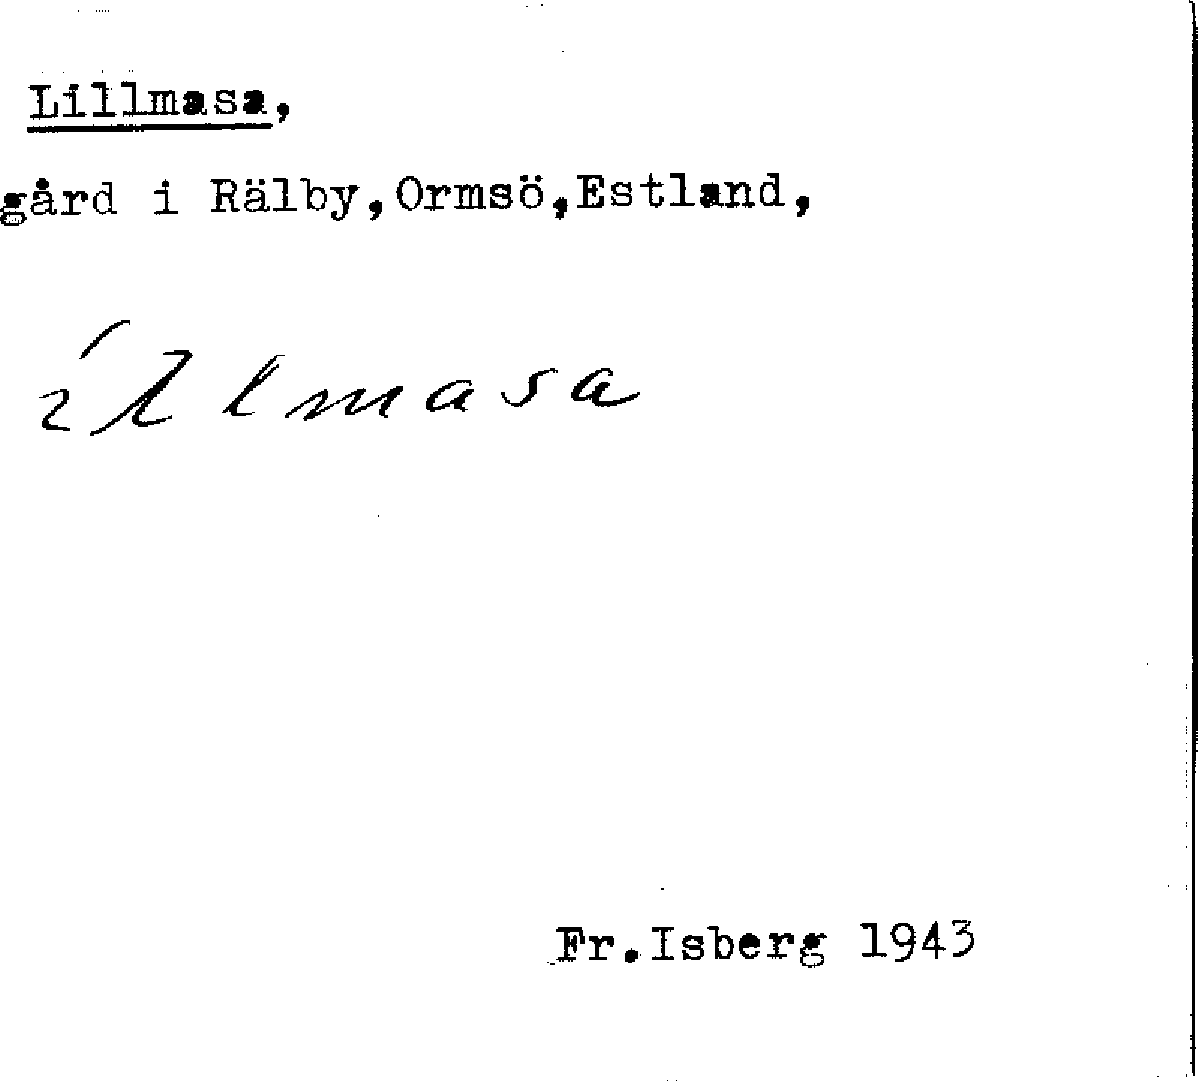 Lillmasa,
gård i Rälby,Ormsö,Estland,
Fr.Isberg 1943